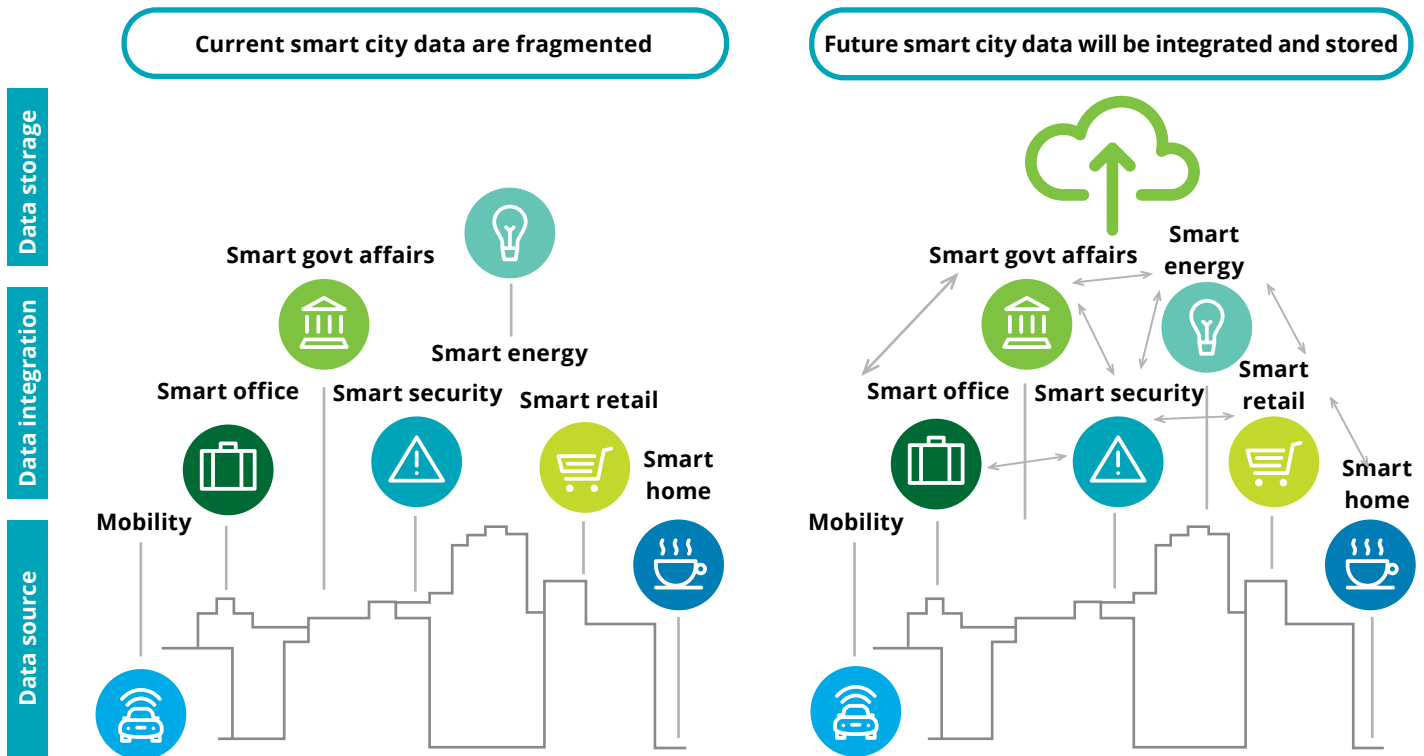 Current smart city data are fragmented
Future smart city data will be integrated and stored
Data storage
Data integration
Data source
Smart govt affairs
Smart energy
Smart office
Smart security
Smart retail
Smart
home
Mobility
Smart govt affairs
Smart
energy
Smart office
Smart security
Smart
retail
Smart
home
Mobility